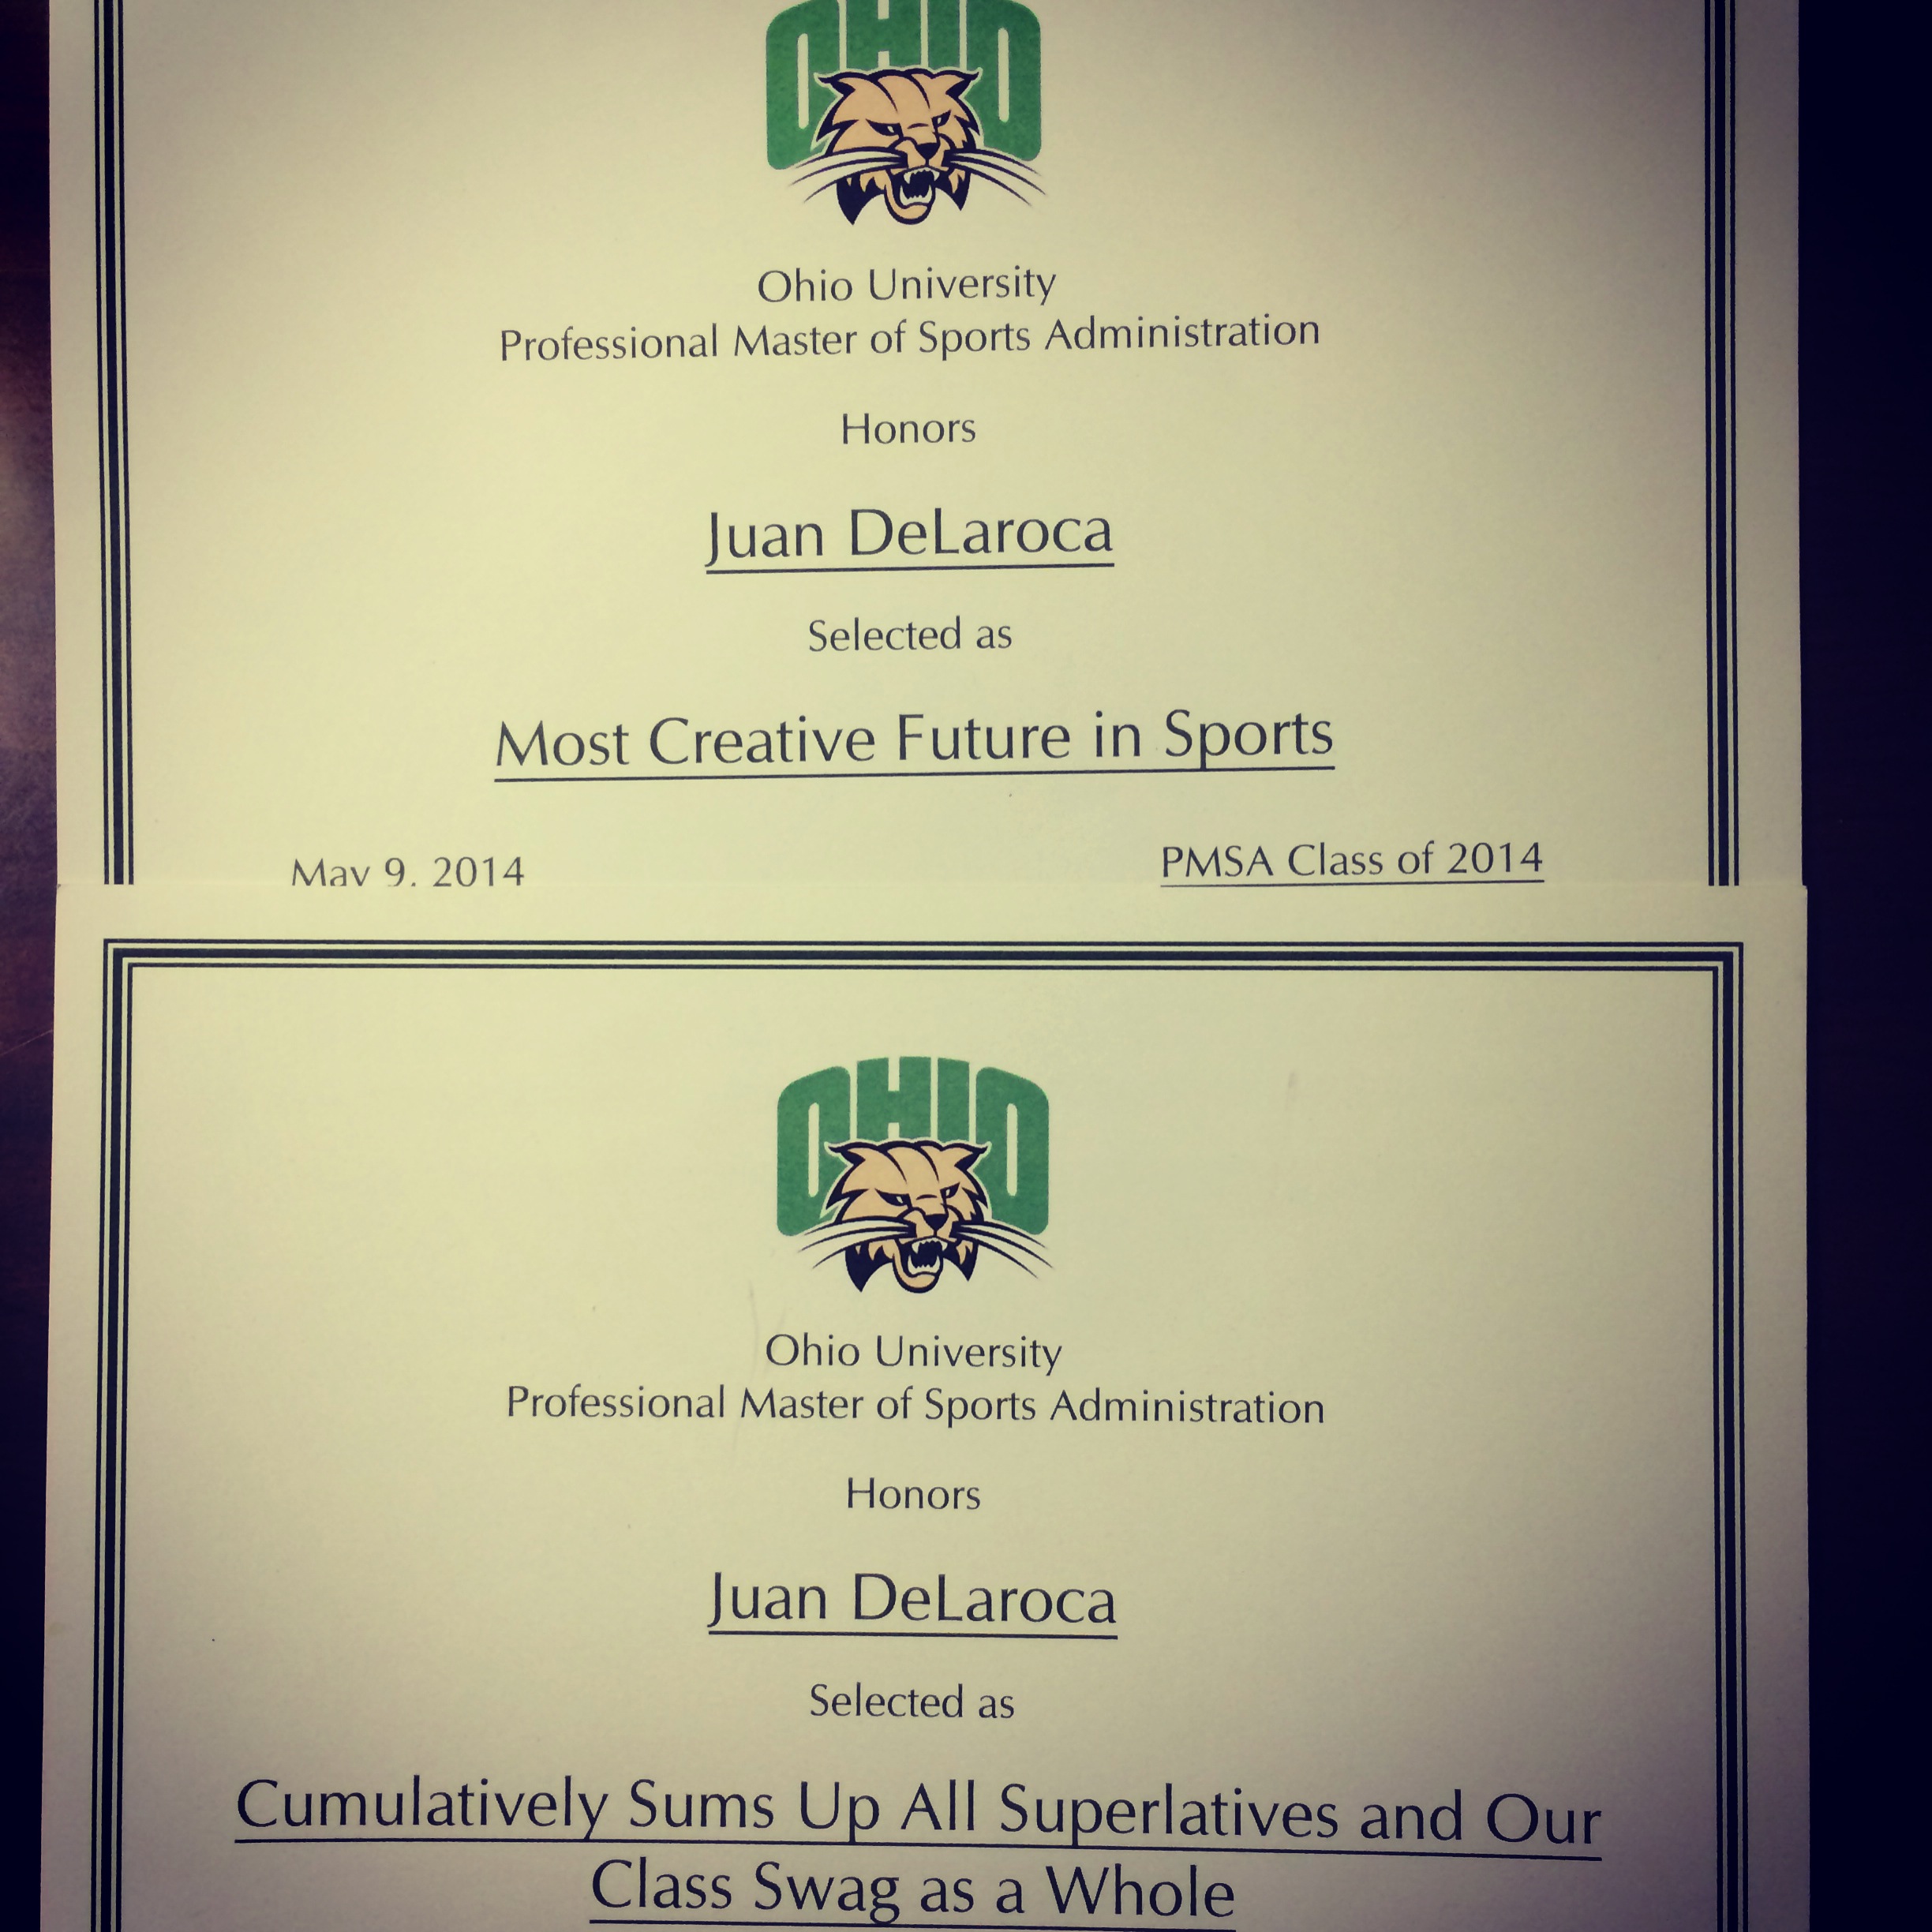 OHIO
Ohio University
Professional Master of Sports Administration
Honors
Juan DeLaroca
Selected as
Most Creative Future in Sports
May 9, 2014
PMSA Class of 2014
OHIO
Ohio University
Professional Master of Sports Administration
Honors
Juan DeLaroca
Selected as
Cumulatively Sums Up All Superlatives and Our
Class Swag as a Whole